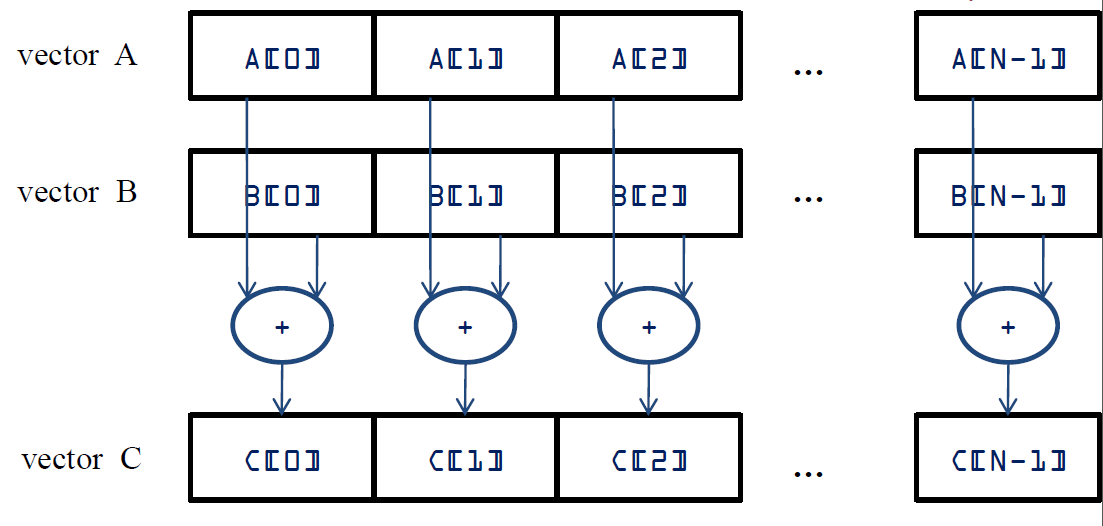 vector A A[0] A[1] A[2] ... A[N-1]
vector B B[0] B[1] B[2] ... B[N-1]
+ + + +
vector C C[0] C[1] C[2] ... C[N-1]